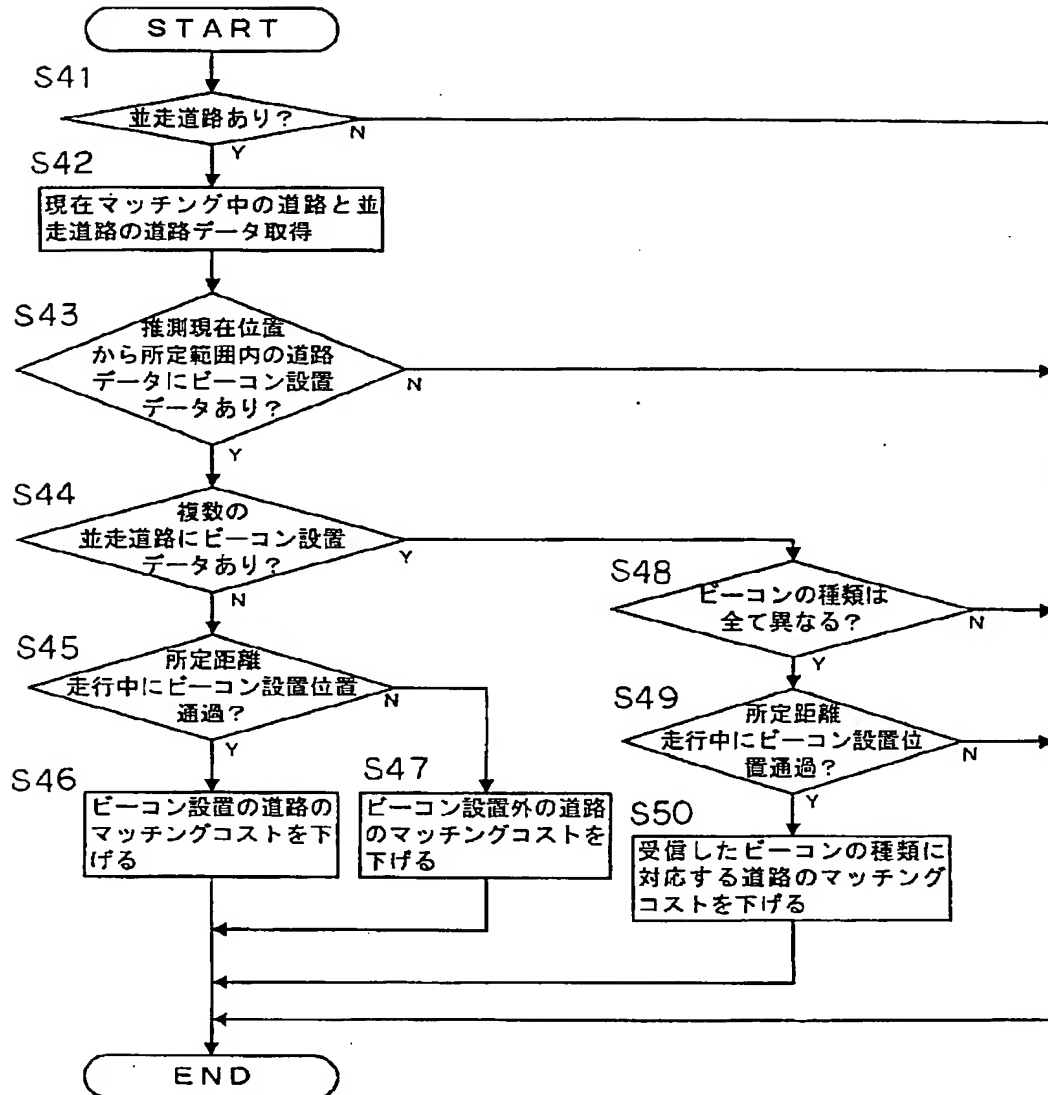 START
S41
並走道路あり?
N
Y
S42
現在マッチング中の道路と並
走道路の道路データ取得
S43
推測現在位置
から所定範囲内の道路
データにビーコン設置
データあり?
N
Y
S44
複数の
並走道路にビーコン設置
データあり?
Y
N
S48
ビーコンの種類は
全て異なる?
N
Y
S45
所定距離
走行中にビーコン設置位置
通過?
N
Y
S49
所定距離
走行中にビーコン設置位
置通過?
N
Y
S46
ビーコン設置の道路の
マッチングコストを下
げる
S47
ビーコン設置外の道路
のマッチングコストを
下げる
S50
受信したビーコンの種類に
対応する道路のマッチング
コストを下げる
END